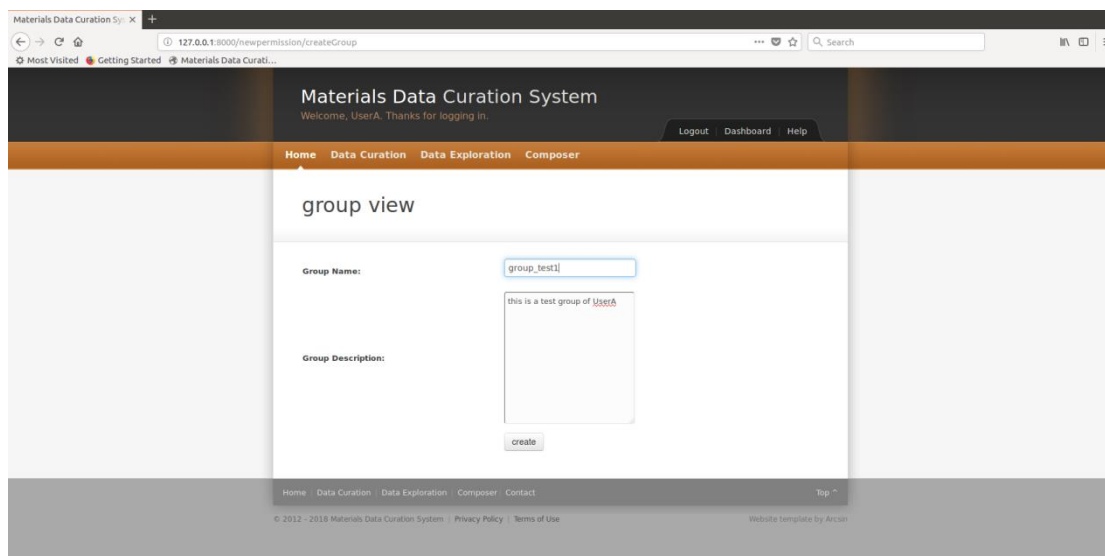 Materials Data Curation Sy
127.0.0.1:8000/newpermission/createGroup
Search
Most Visited Getting Started Materials Data Curati...
Materials Data Curation System
Welcome, UserA. Thanks for logging in.
Logout Dashboard Help
Home Data Curation Data Exploration Composer
group view
Group Name: group_test1
this is a test group of UserA
Group Description:
create
Home Data Curation Data Exploration Composer Contact Top ^
© 2012 - 2018 Materials Data Curation System | Privacy Policy | Terms of Use Website template by Arcsin